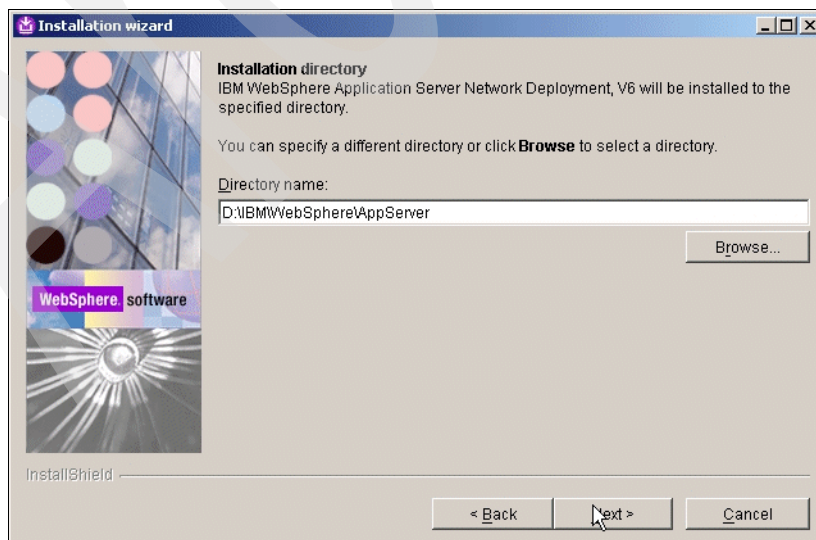 Installation wizard
Installation directory
IBM WebSphere Application Server Network Deployment, V6 will be installed to the
specified directory.
You can specify a different directory or click Browse to select a directory.
Directory name:
D:\IBM\WebSphere\AppServer
Browse...
WebSphere. software
InstallShield
< Back
Next >
Cancel